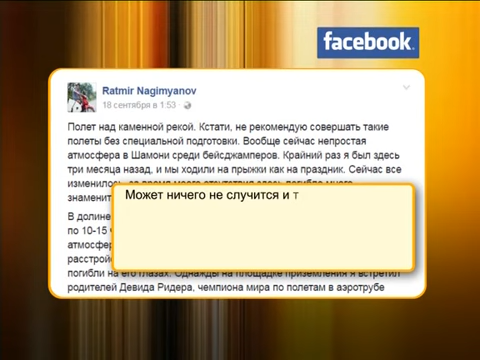 facebook
Ratmir Nagimyanov
18 сентября в 1:53
Полет над каменной рекой. Кстати, не рекомендую совершать такие
полеты без специальной подготовки. Вообще сейчас непростая
атмосфера в Шамони среди бейсджамперов. Крайний раз я был здесь
три месяца назад, и мы ходили на прыжки как на праздник. Сейчас все
изменилось,
знаменит
Может ничего не случится и т
В долине
по 10-15
атмосфера
расстрой
погибли на его глазах. Однажды на площадке приземления я встретил
родителей Девида Ридера, чемпиона мира по полетам в аэротрубе